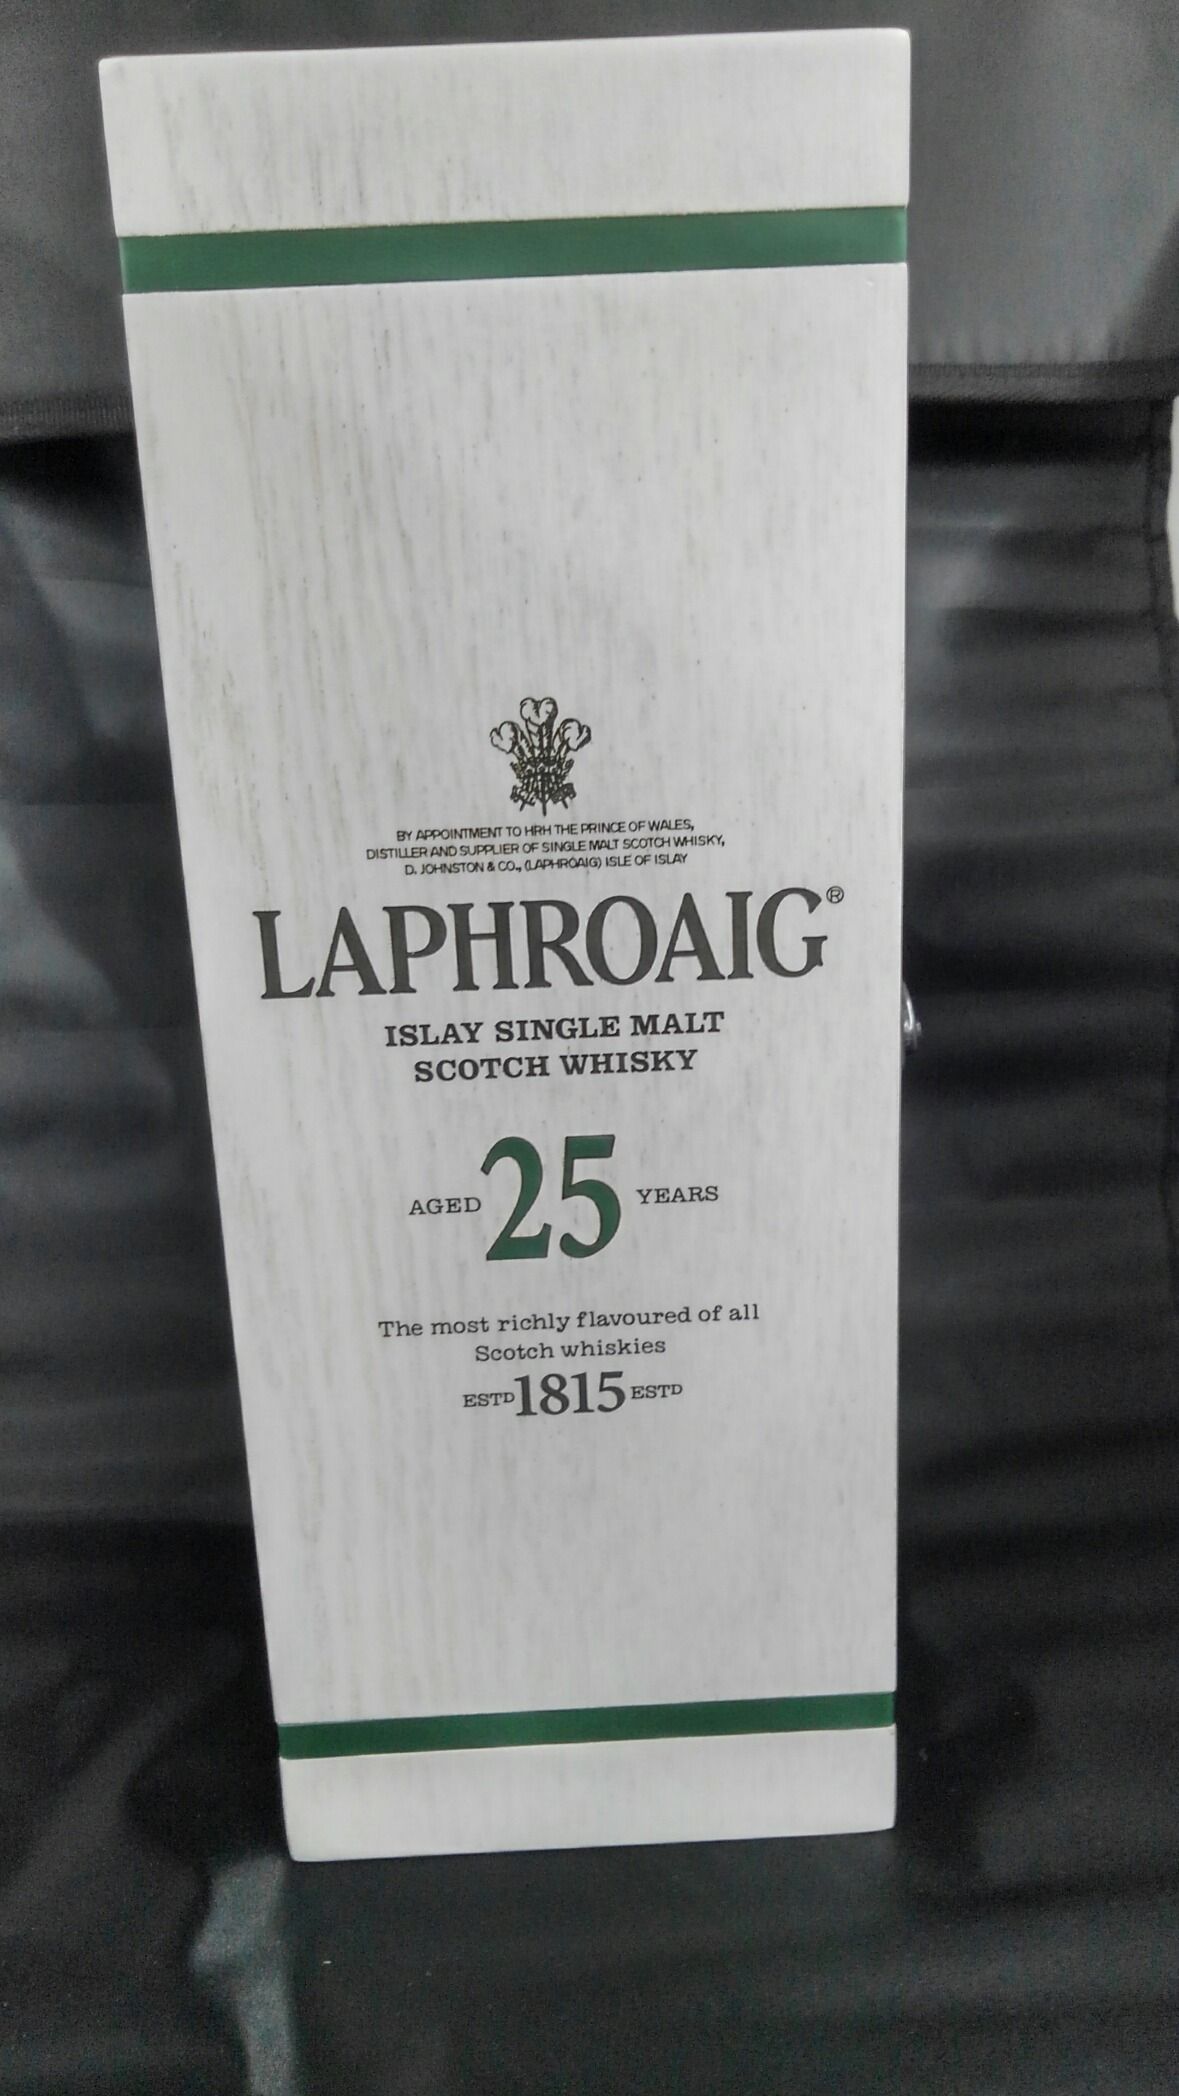 BY APPOINTMENT TO HRH THE PRINCE OF WALES,
DISTILLER AND SUPPLIER OF SINGLE MALT SCOTCH WHISKY,
D. JOHNSTON & CO., (LAPHROAIG) ISLE OF ISLAY
LAPHROAIG®
ISLAY SINGLE MALT
SCOTCH WHISKY
AGED 25 YEARS
The most richly flavoured of all
Scotch whiskies
ESTD 1815 ESTD